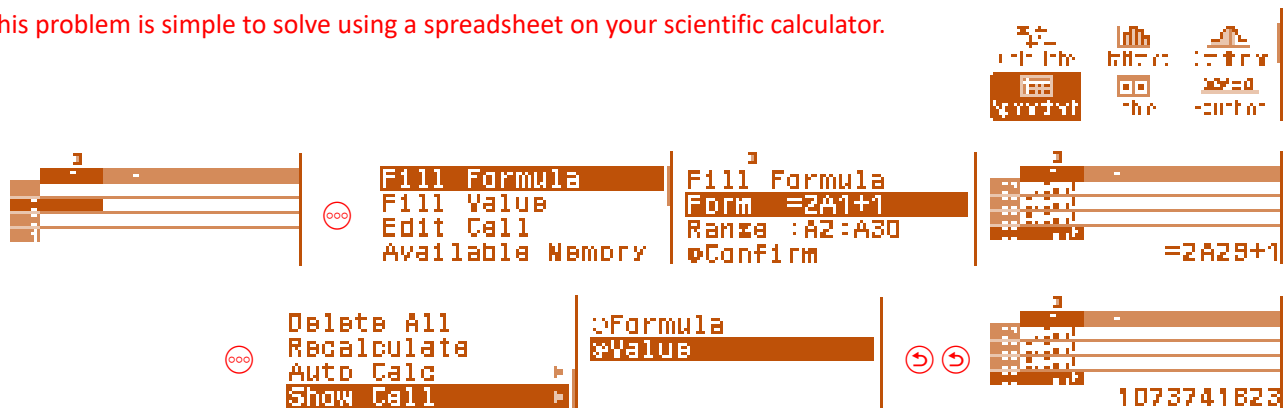 his problem is simple to solve using a spreadsheet on your scientific calculator.
Fill Formula
Fill Value
Edit Cell
Available Memory
Fill Formula
Form =2A1+1
Range :A2:A30
Confirm
=2A29+1
Delete All
Recalculate
Auto Calc
Show Cell
Formula
Value
1073741823